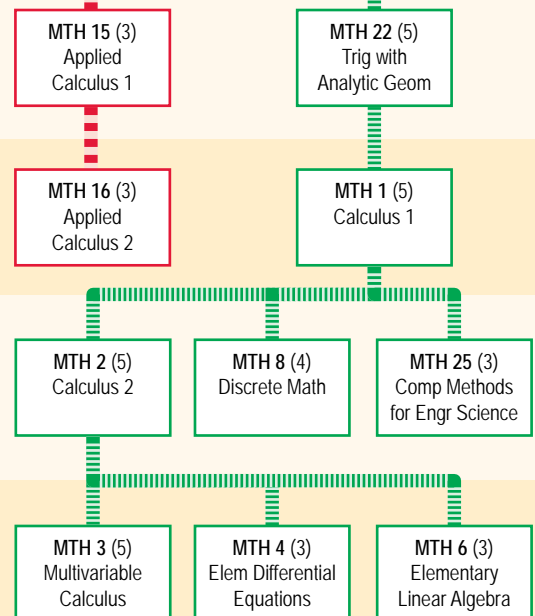 MTH 15 (3)
Applied
Calculus 1
MTH 22 (5)
Trig with
Analytic Geom
MTH 16 (3)
Applied
Calculus 2
MTH 1 (5)
Calculus 1
MTH 2 (5)
Calculus 2
MTH 8 (4)
Discrete Math
MTH 25 (3)
Comp Methods
for Engr Science
MTH 3 (5)
Multivariable
Calculus
MTH 4 (3)
Elem Differential
Equations
MTH 6 (3)
Elementary
Linear Algebra